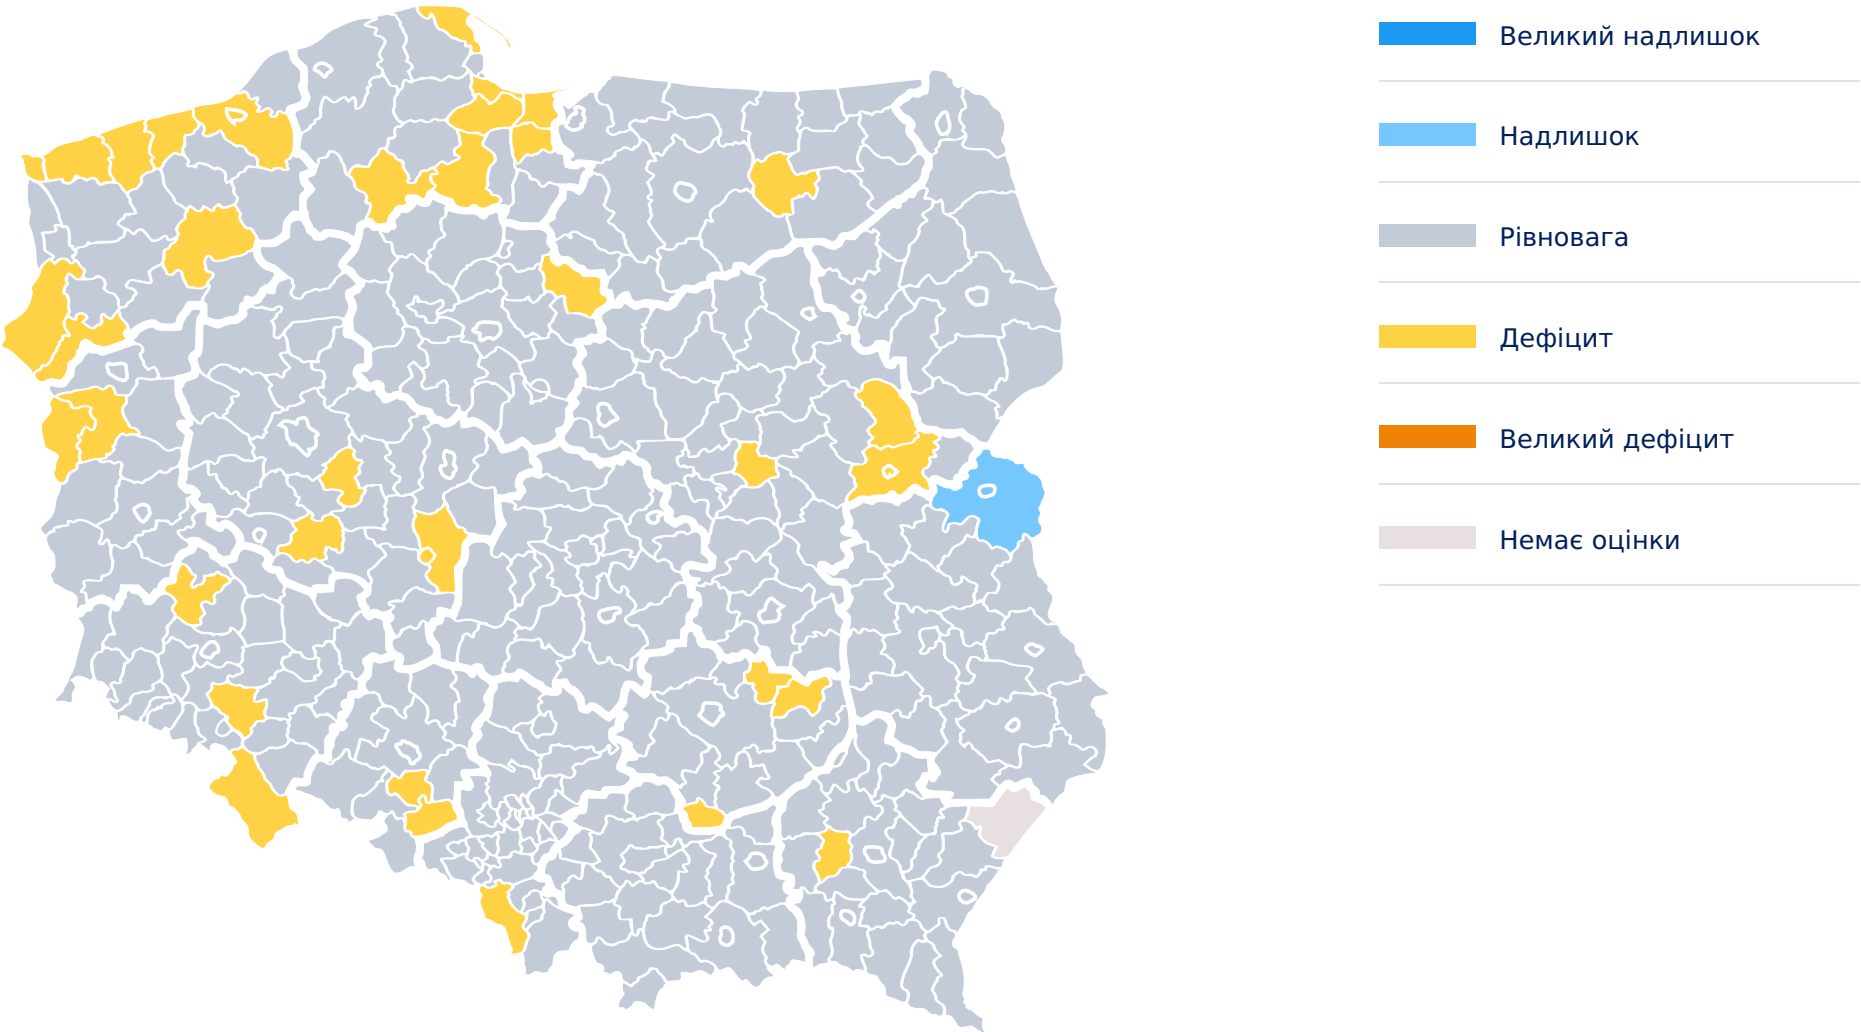 Великий надлишок
Надлишок
Рівновага
Дефіцит
Великий дефіцит
Немає оцінки